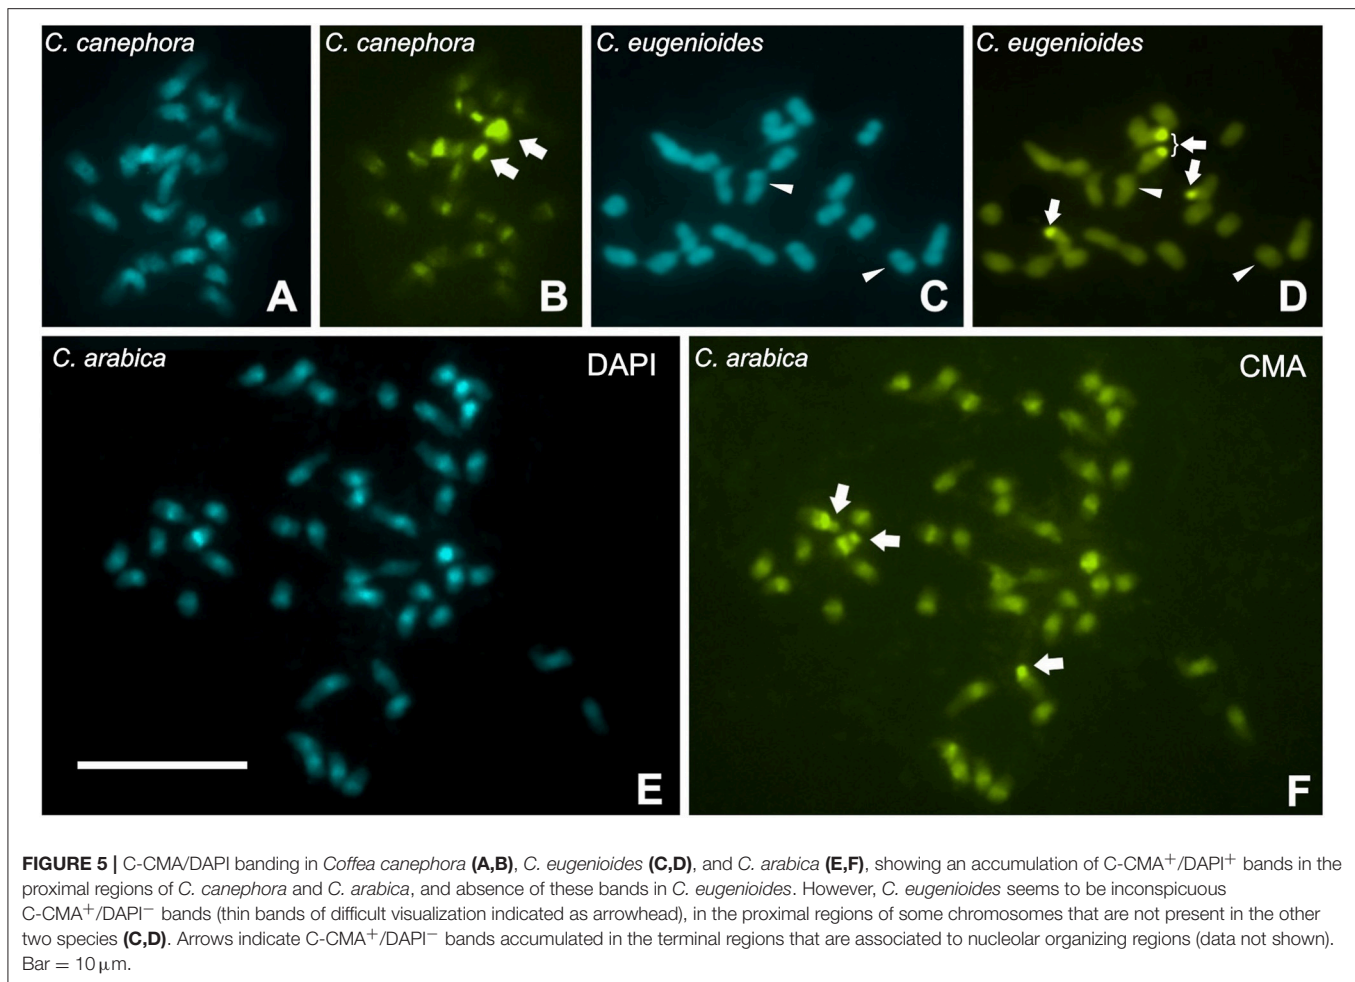 C. canephora
C. canephora
C. eugenioides
C. eugenioides
A
B
C
}
D
C. arabica
DAPI
C. arabica
CMA
E
F
FIGURE 5 | C-CMA/DAPI banding in Coffea canephora (A,B), C. eugenioides (C,D), and C. arabica (E,F), showing an accumulation of C-CMA⁺/DAPI⁺ bands in the
proximal regions of C. canephora and C. arabica, and absence of these bands in C. eugenioides. However, C. eugenioides seems to be inconspicuous
C-CMA⁺/DAPI⁻ bands (thin bands of difficult visualization indicated as arrowhead), in the proximal regions of some chromosomes that are not present in the other
two species (C,D). Arrows indicate C-CMA⁺/DAPI⁻ bands accumulated in the terminal regions that are associated to nucleolar organizing regions (data not shown).
Bar = 10 μm.